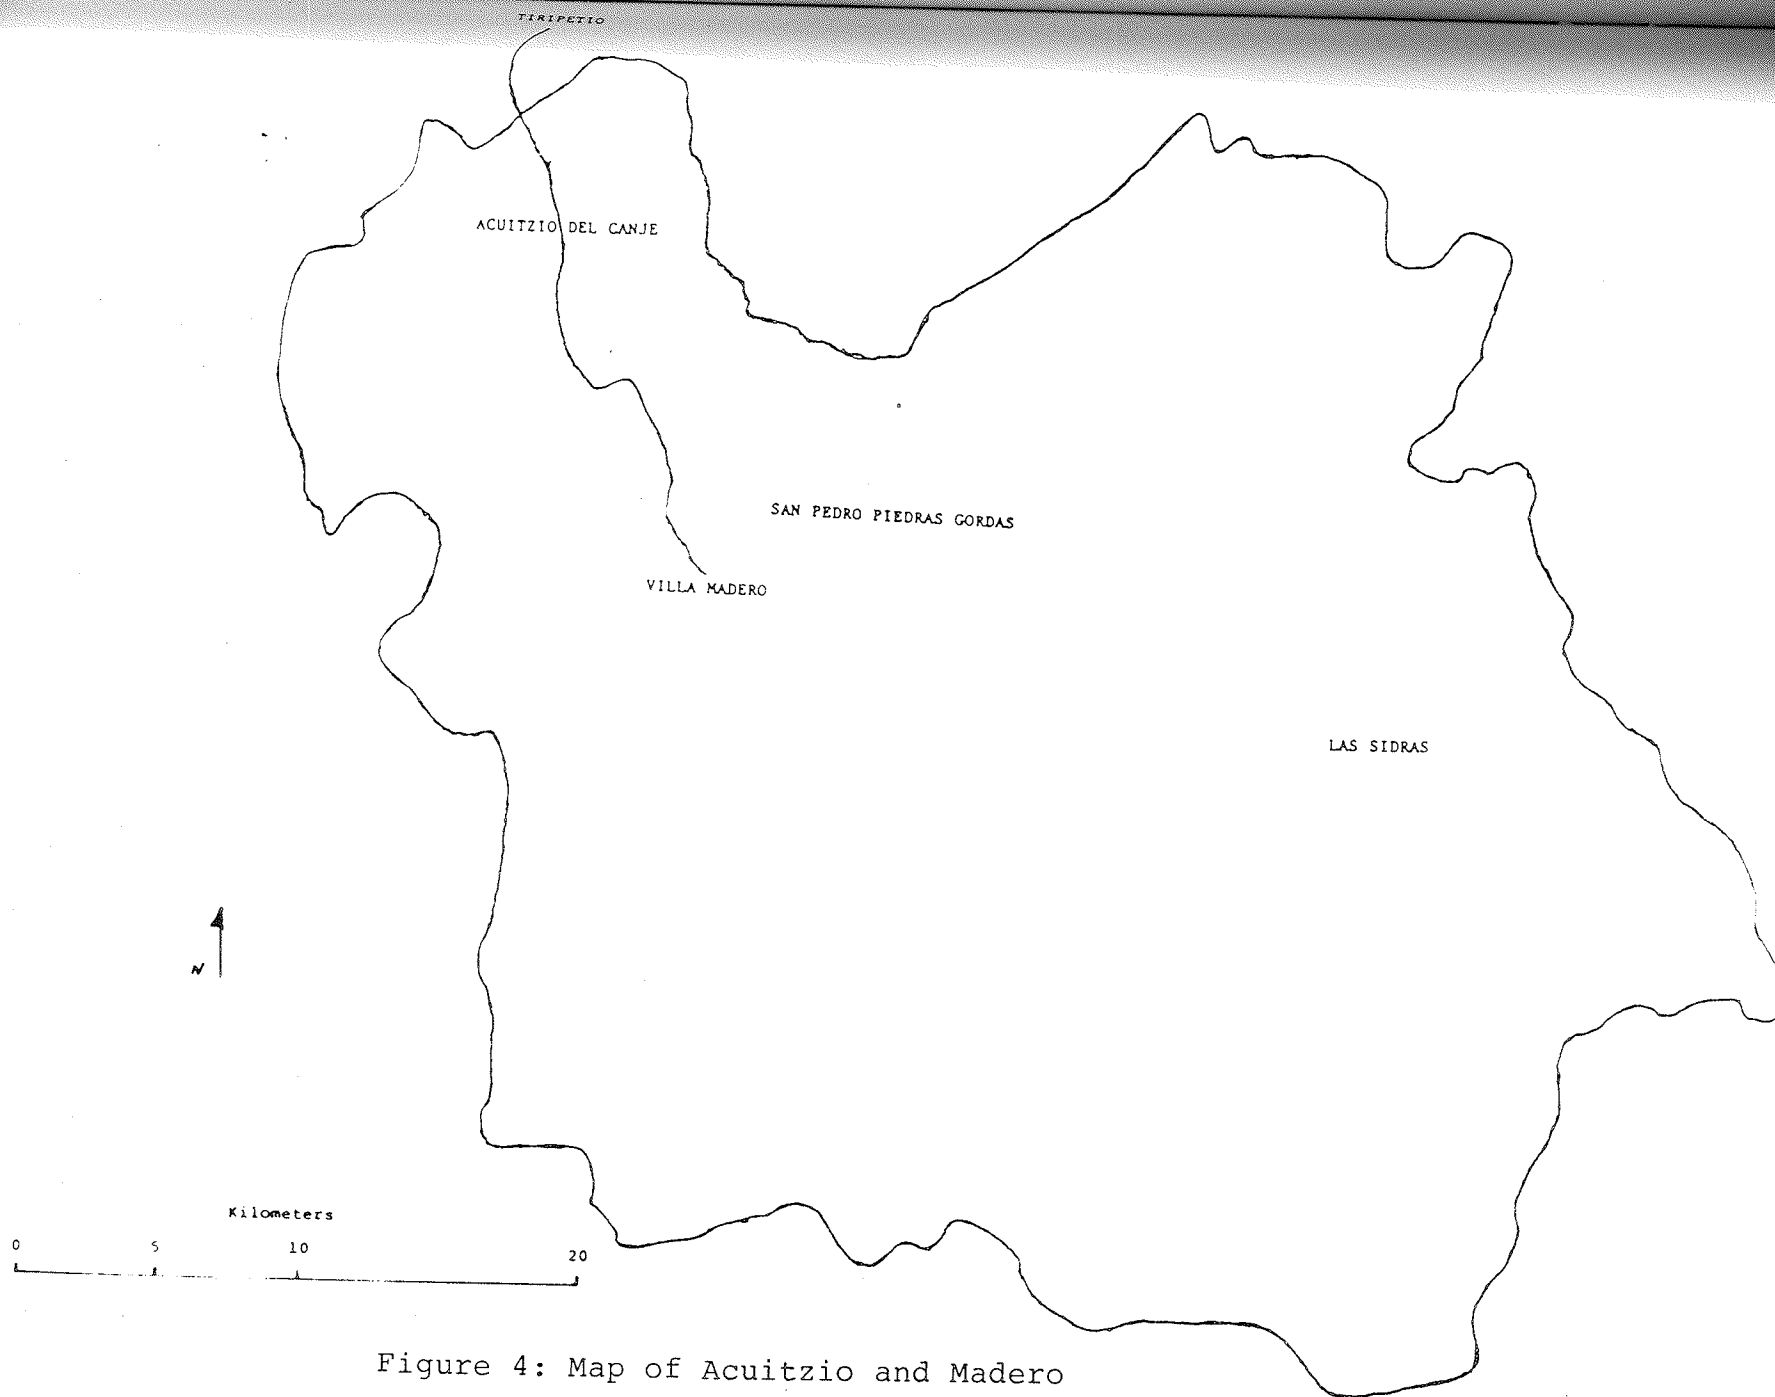 TIRIPETIO
ACUITZIO DEL CANJE
SAN PEDRO PIEDRAS GORDAS
VILLA MADERO
LAS SIDRAS
N
Kilometers
0 5 10 20
Figure 4: Map of Acuitzio and Madero